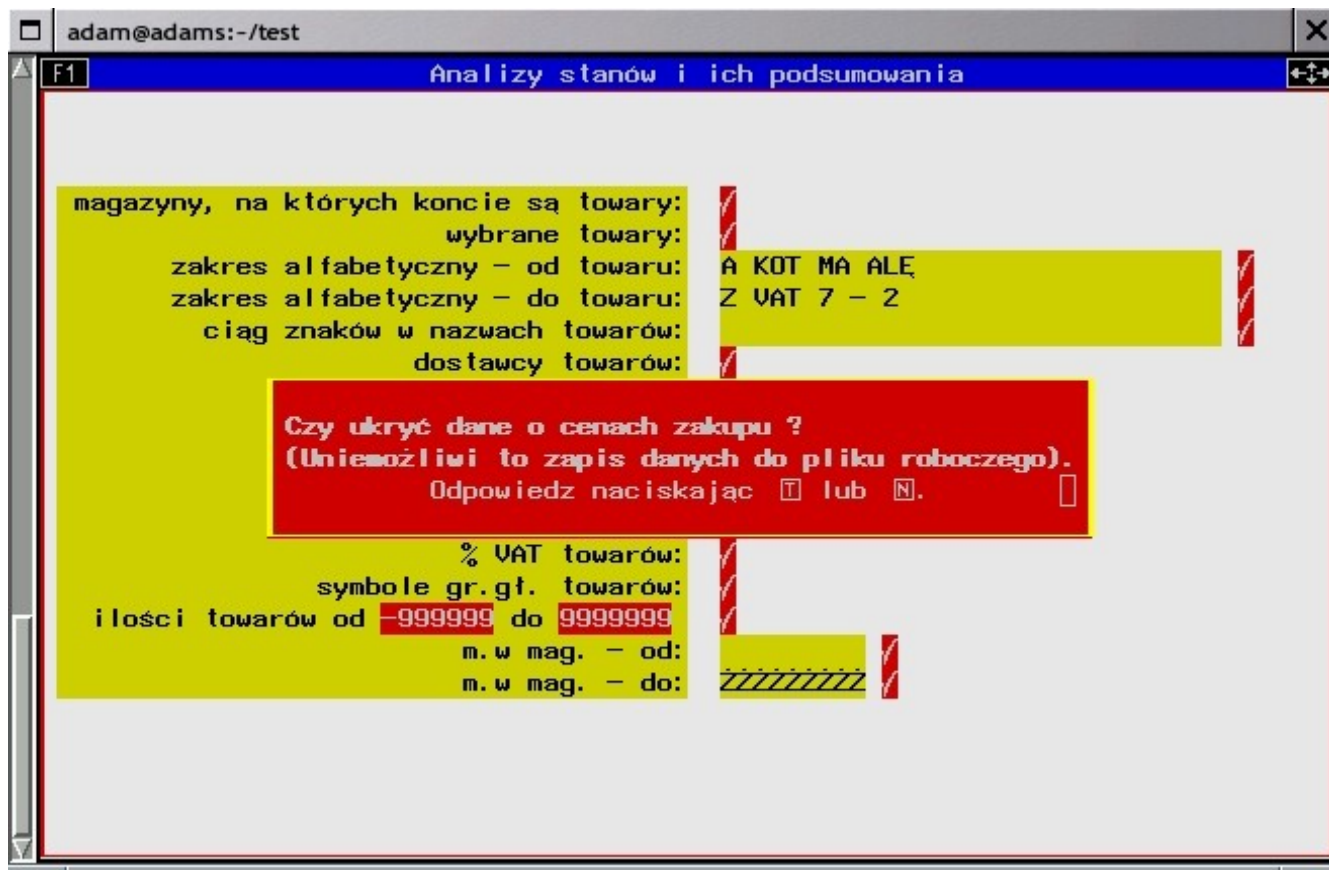 adam@adams:~/test
F1 Analizy stanów i ich podsumowania
magazyny, na których koncie są towary:
wybrane towary:
zakres alfabetyczny – od towaru: A KOT MA ALĘ
zakres alfabetyczny – do towaru: Z VAT 7 – 2
ciąg znaków w nazwach towarów:
dostawcy towarów:
Czy ukryć dane o cenach zakupu ?
(Uniemożliwi to zapis danych do pliku roboczego).
Odpowiedz naciskając T lub N.
% VAT towarów:
symbole gr.gł. towarów:
ilości towarów od -999999 do 9999999
m.w mag. – od:
m.w mag. – do: ŻŻŻŻŻŻŻŻŻ